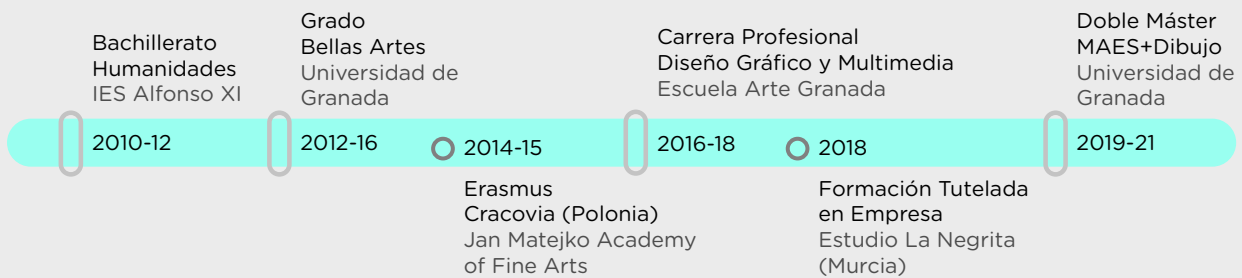 Bachillerato
Humanidades
IES Alfonso XI
2010-12
Grado
Bellas Artes
Universidad de
Granada
2012-16
2014-15
Erasmus
Cracovia (Polonia)
Jan Matejko Academy
of Fine Arts
Carrera Profesional
Diseño Gráfico y Multimedia
Escuela Arte Granada
2016-18
2018
Formación Tutelada
en Empresa
Estudio La Negrita
(Murcia)
Doble Máster
MAES+Dibujo
Universidad de
Granada
2019-21